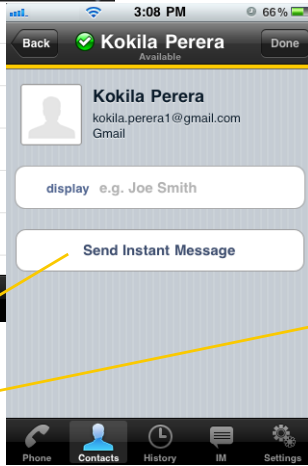 3:08 PM
66%
Back
Kokila Perera
Available
Done
Kokila Perera
kokila.perera1@gmail.com
Gmail
display e.g. Joe Smith
Send Instant Message
Phone Contacts History IM Settings